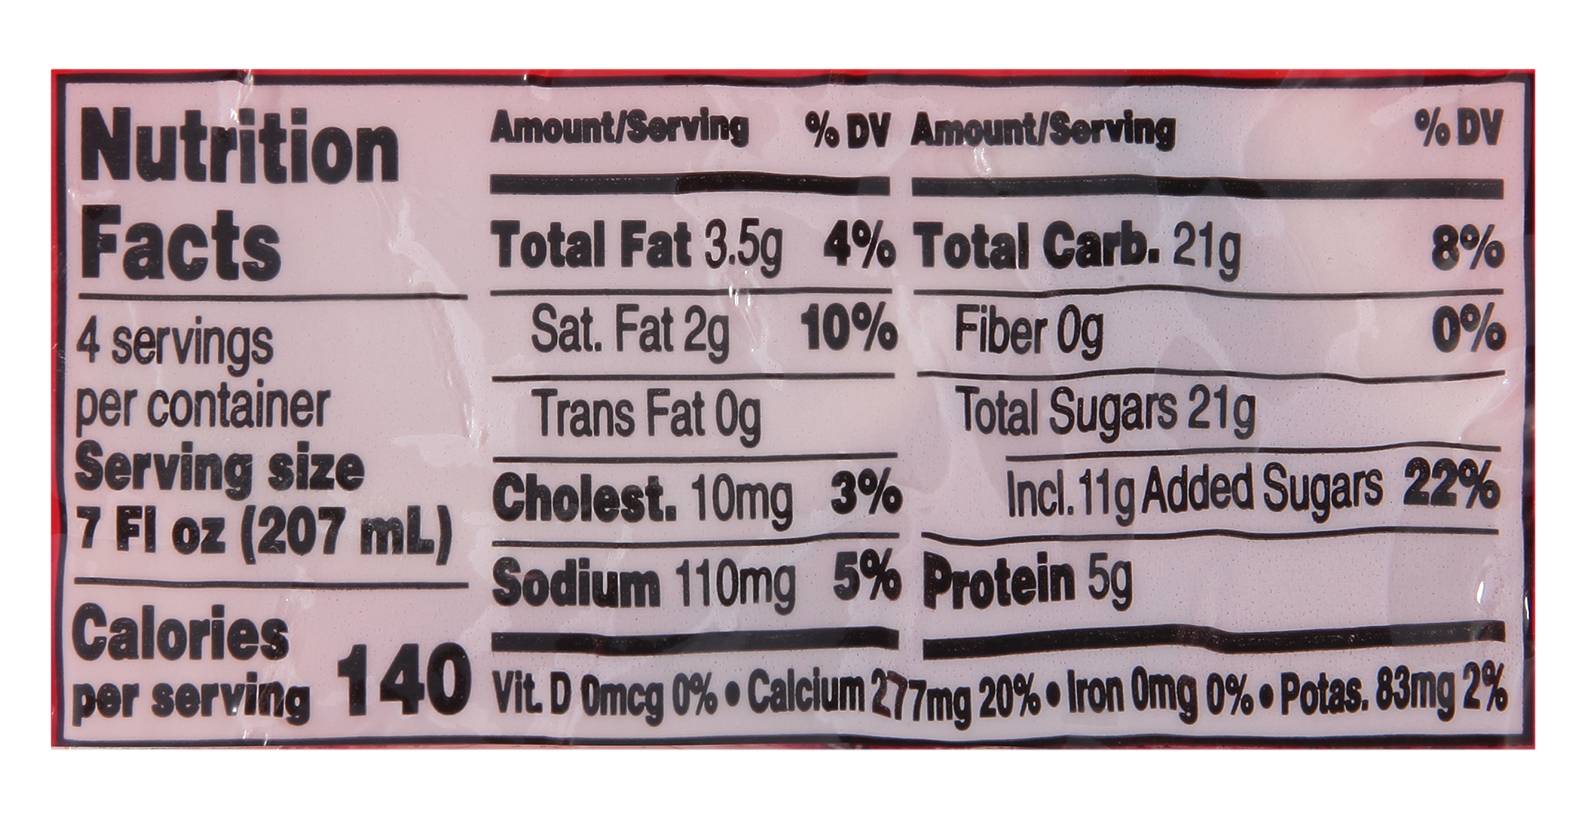 Nutrition
Facts
4 servings
per container
Serving size
7 Fl oz (207 mL)
Calories
per serving 140
Amount/Serving % DV
Total Fat 3.5g 4%
Sat. Fat 2g 10%
Trans Fat 0g
Cholest. 10mg 3%
Sodium 110mg 5%
Amount/Serving % DV
Total Carb. 21g 8%
Fiber 0g 0%
Total Sugars 21g
Incl. 11g Added Sugars 22%
Protein 5g
Vit. D 0mcg 0% • Calcium 277mg 20% • Iron 0mg 0% • Potas. 83mg 2%